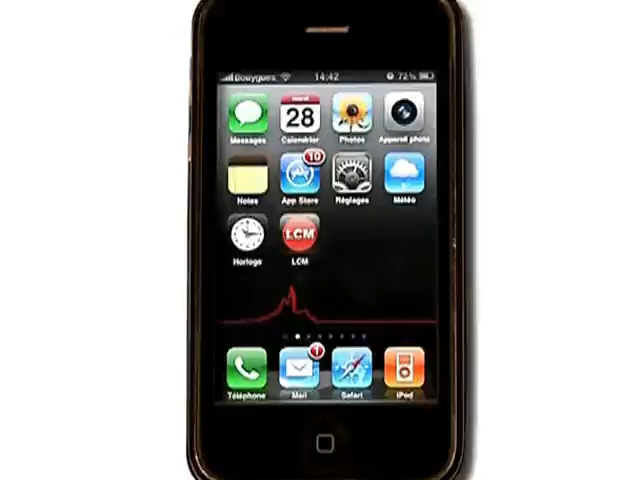 Bouygues 14:42 72%
28
Messages Calendrier Photos Appareil photo
10
Notes App Store Réglages Météo
LCM
Horloge LCM
1
Téléphone Mail Safari iPod